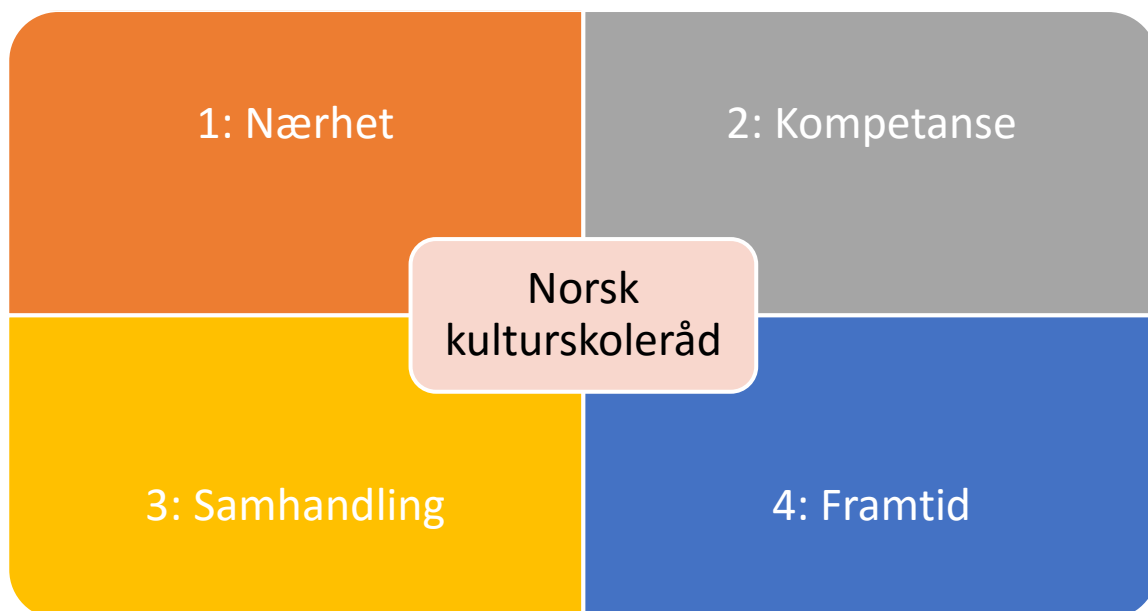 1: Nærhet
2: Kompetanse
Norsk
kulturskoleråd
3: Samhandling
4: Framtid